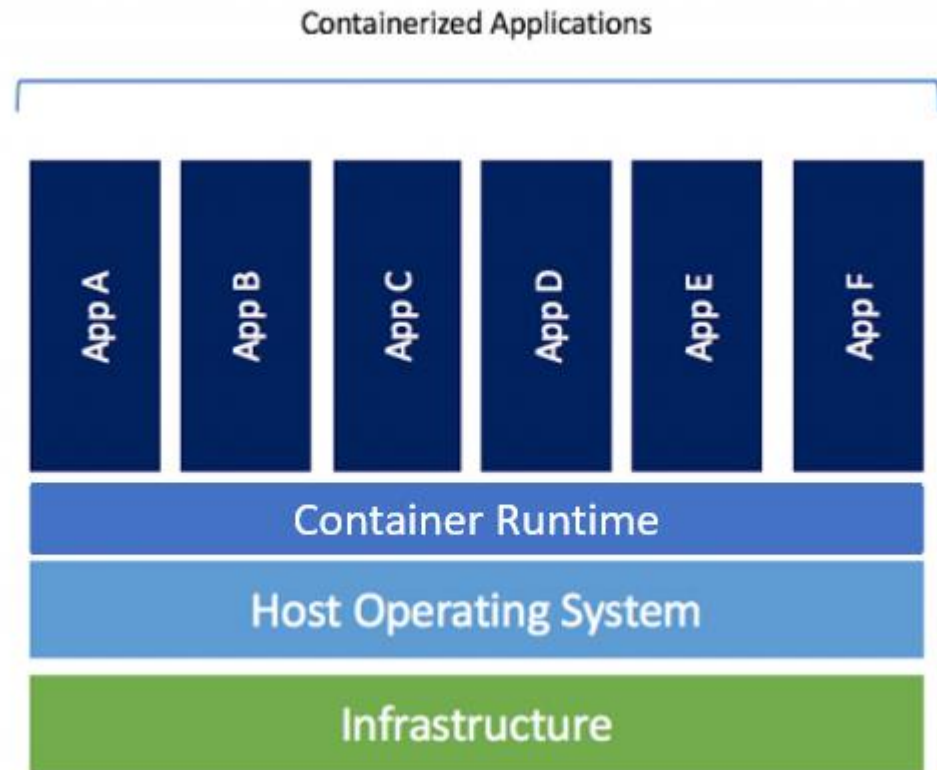 Containerized Applications
App A
App B
App C
App D
App E
App F
Container Runtime
Host Operating System
Infrastructure